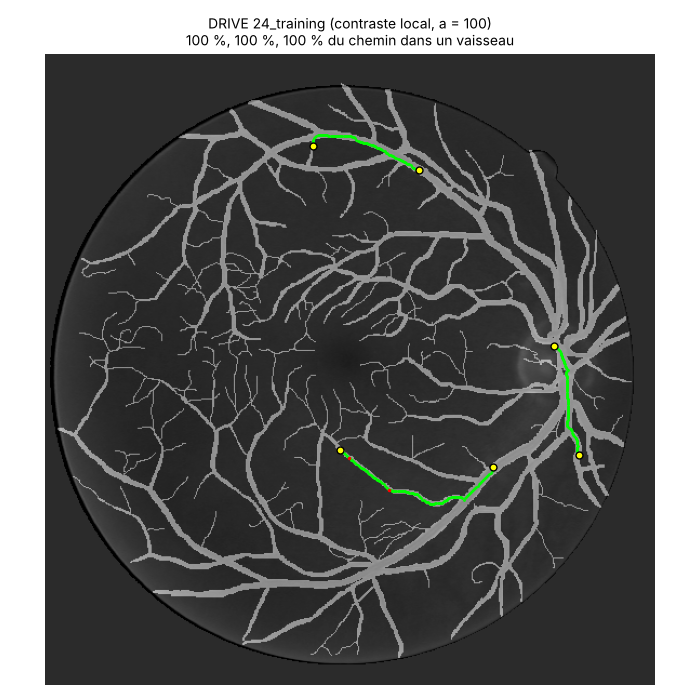 DRIVE 24_training (contraste local, a = 100)
100 %, 100 %, 100 % du chemin dans un vaisseau